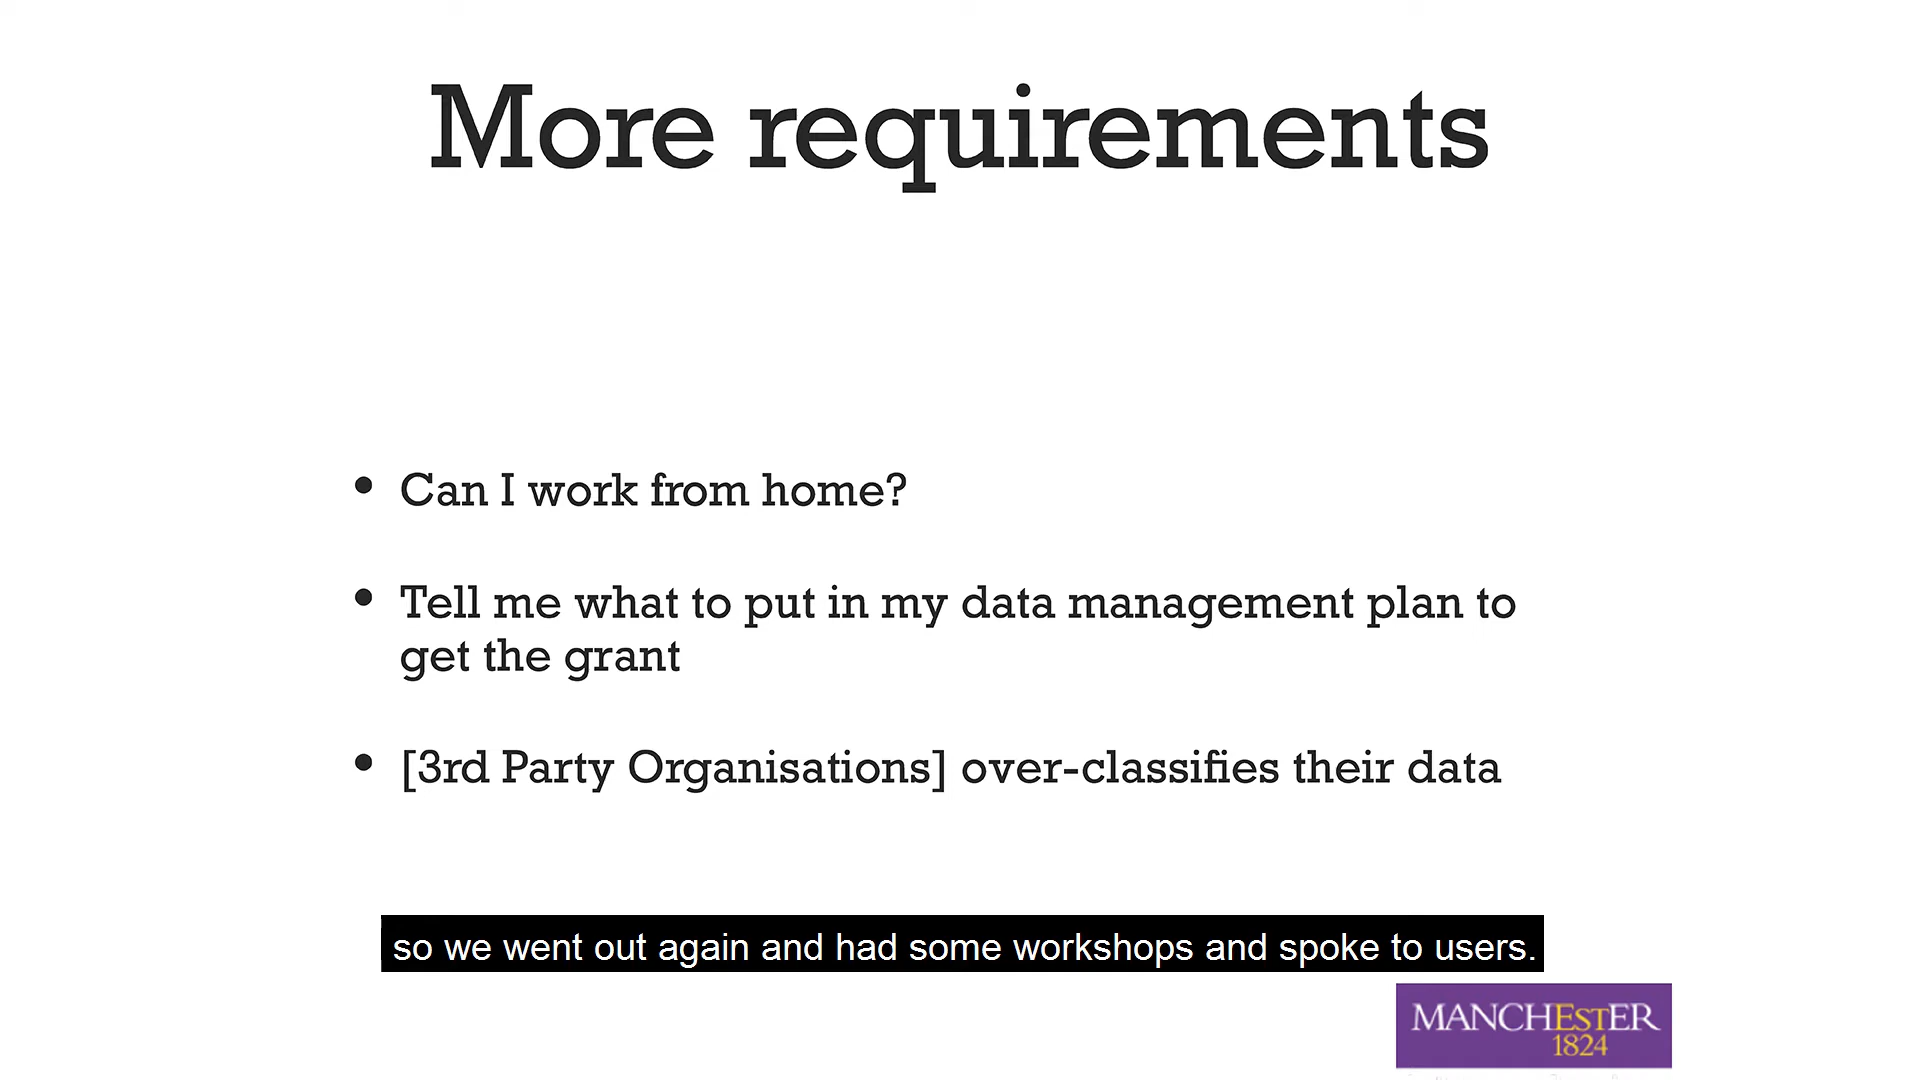 More requirements
• Can I work from home?
• Tell me what to put in my data management plan to
get the grant
• [3rd Party Organisations] over-classifies their data
so we went out again and had some workshops and spoke to users.
MANCHESTER
1824